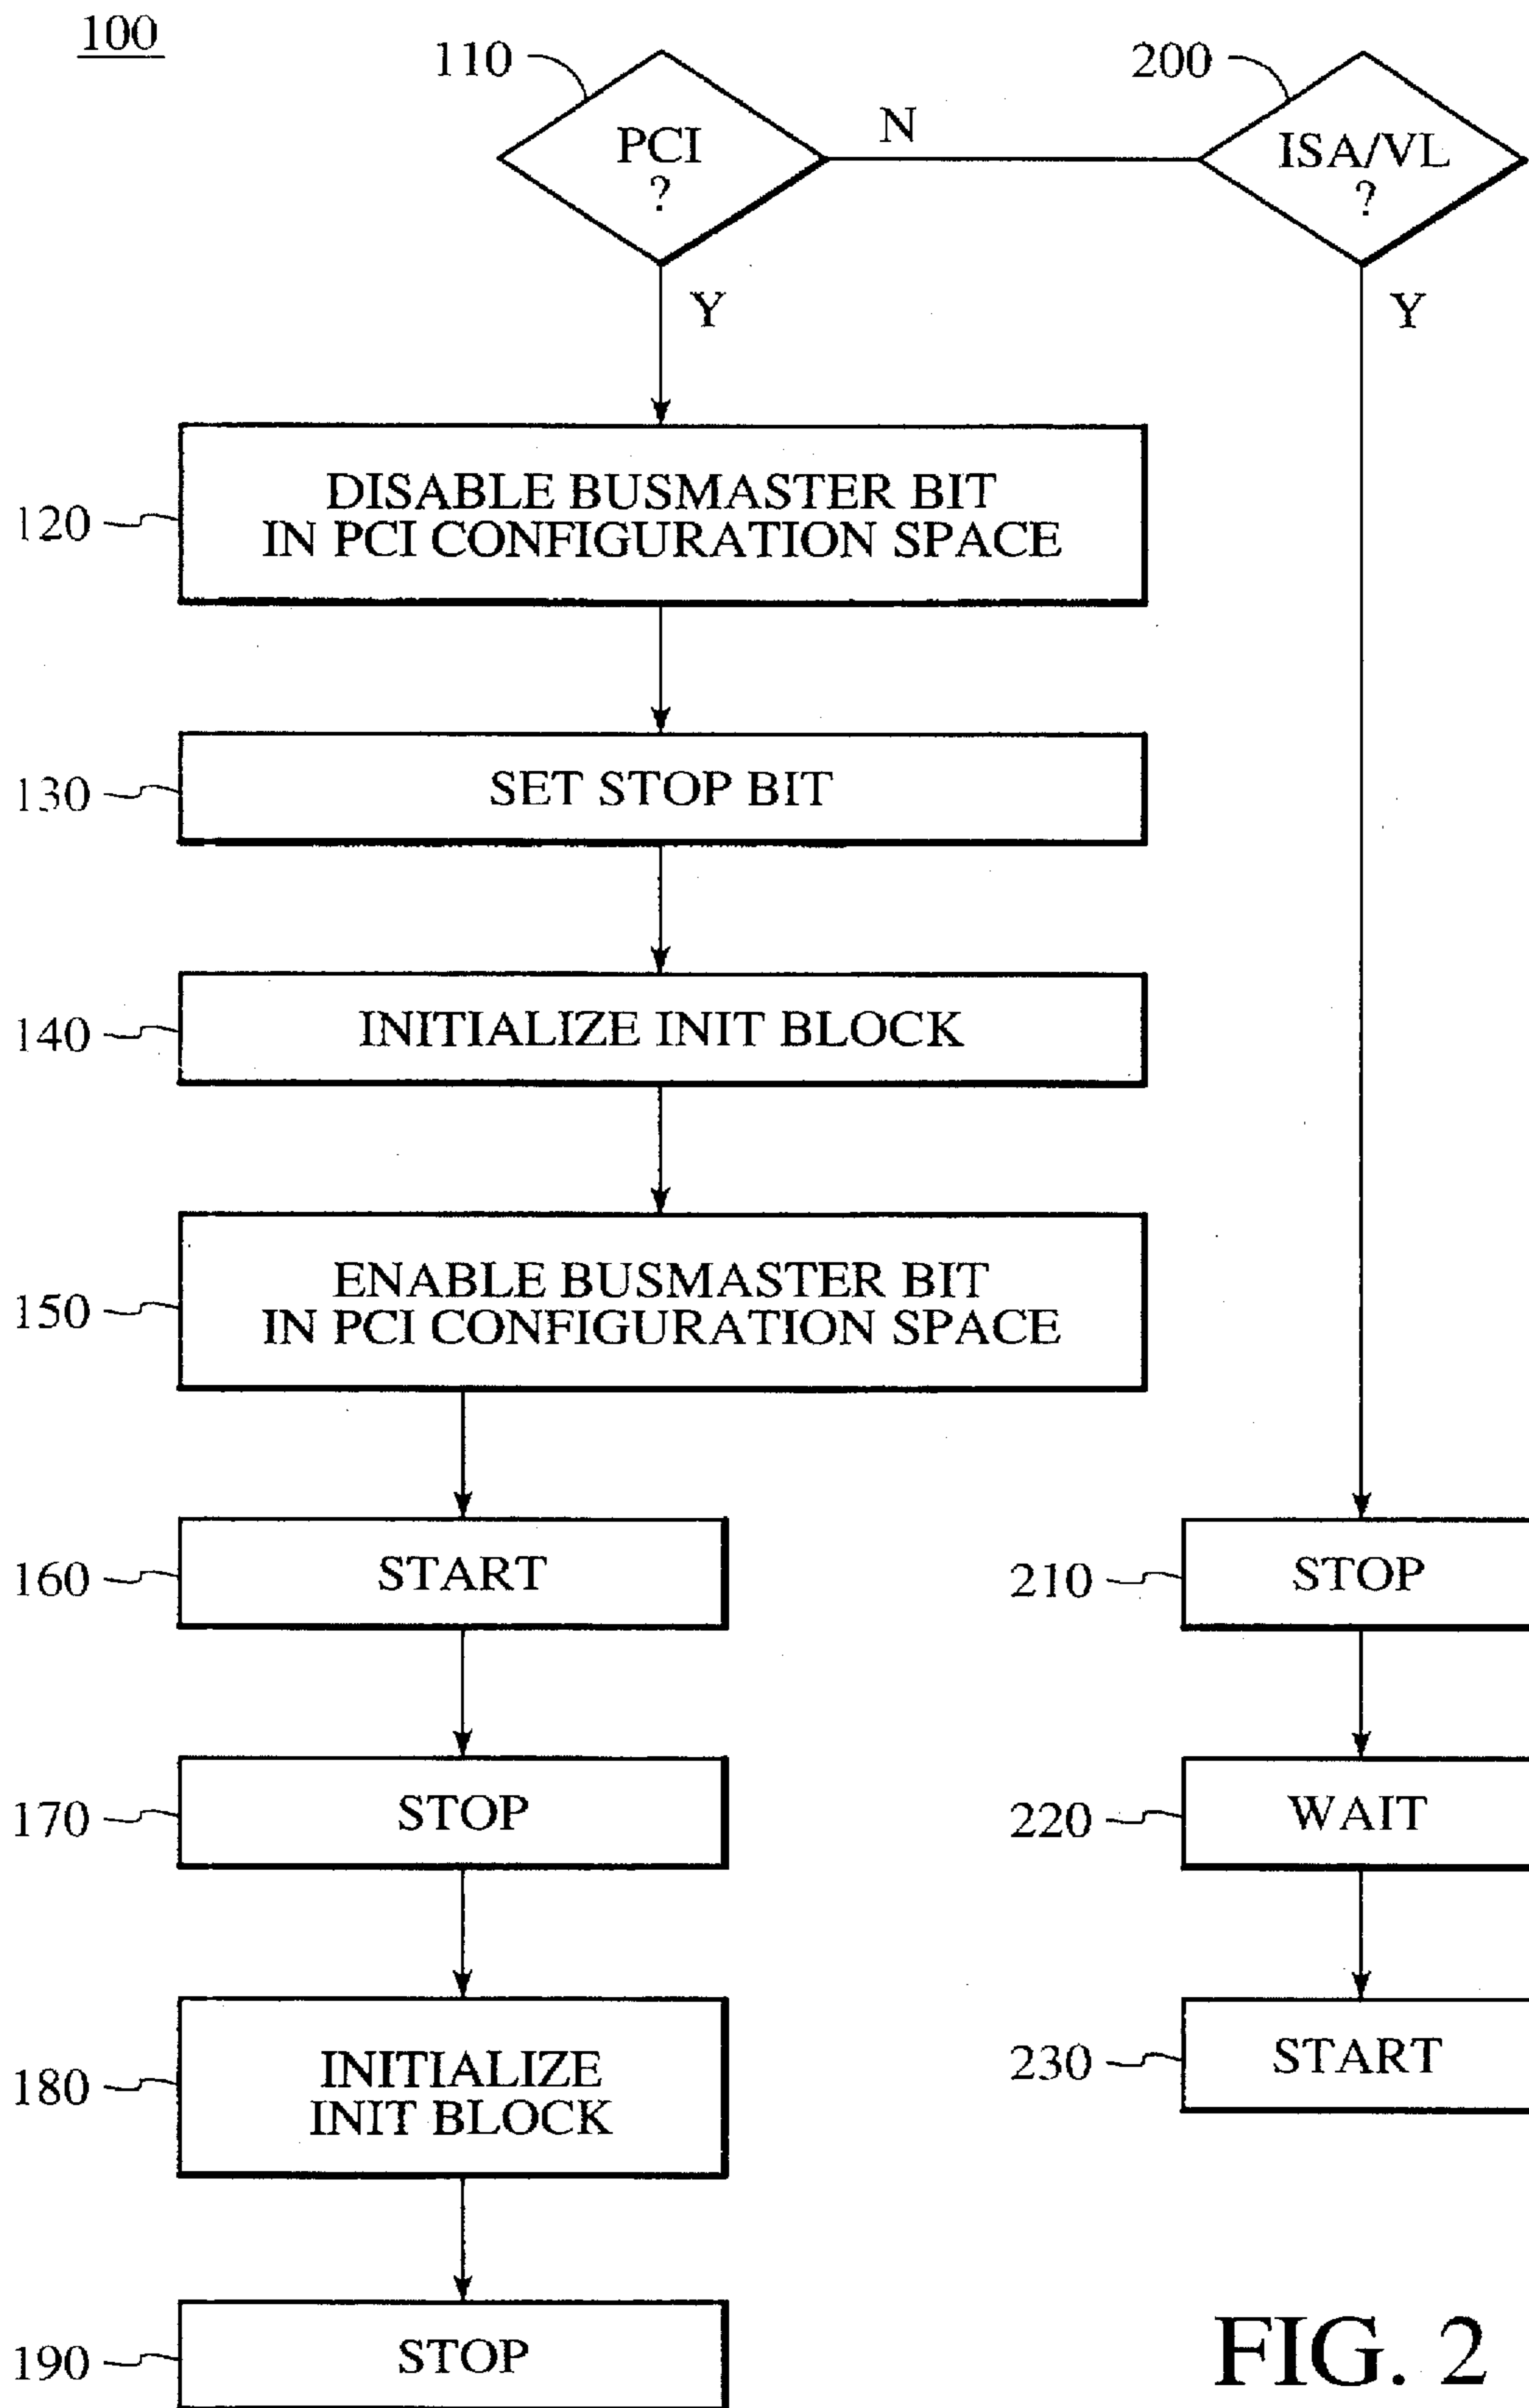 100
110
PCI
?
N
200
ISA/VL
?
Y
Y
120
DISABLE BUSMASTER BIT
IN PCI CONFIGURATION SPACE
130
SET STOP BIT
140
INITIALIZE INIT BLOCK
150
ENABLE BUSMASTER BIT
IN PCI CONFIGURATION SPACE
160
START
210
STOP
170
STOP
220
WAIT
180
INITIALIZE
INIT BLOCK
230
START
190
STOP
FIG. 2